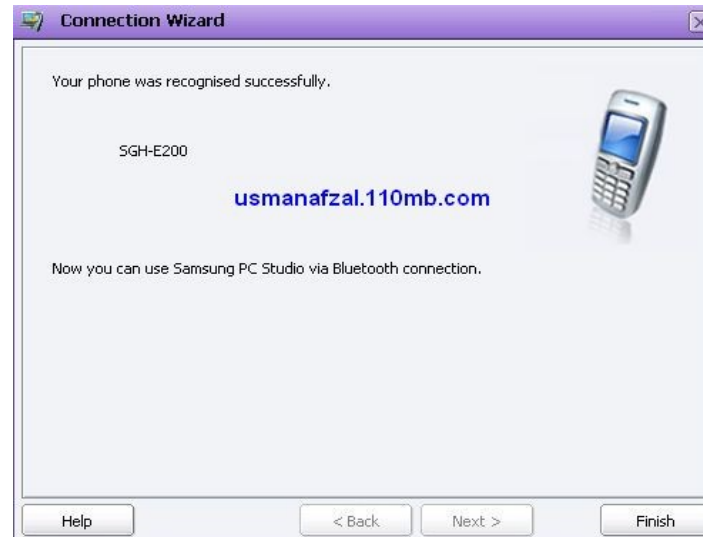 Connection Wizard
Your phone was recognised successfully.
SGH-E200
usmanafzal.110mb.com
Now you can use Samsung PC Studio via Bluetooth connection.
Help
< Back
Next >
Finish